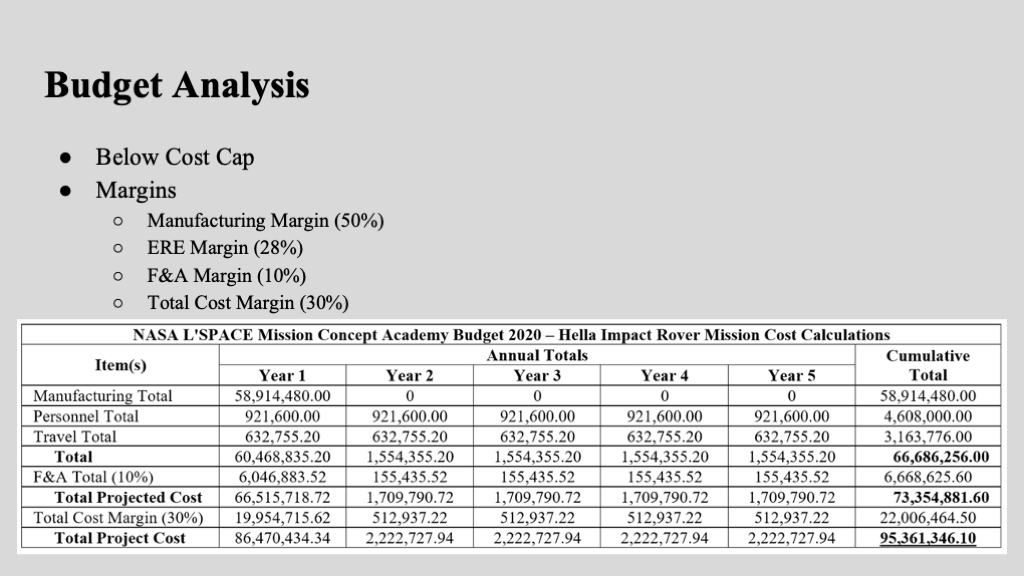 Budget Analysis
● Below Cost Cap
● Margins
○ Manufacturing Margin (50%)
○ ERE Margin (28%)
○ F&A Margin (10%)
○ Total Cost Margin (30%)
NASA L'SPACE Mission Concept Academy Budget 2020 – Hella Impact Rover Mission Cost Calculations
Item(s) Annual Totals Cumulative Total
Year 1 Year 2 Year 3 Year 4 Year 5
Manufacturing Total 58,914,480.00 0 0 0 0 58,914,480.00
Personnel Total 921,600.00 921,600.00 921,600.00 921,600.00 921,600.00 4,608,000.00
Travel Total 632,755.20 632,755.20 632,755.20 632,755.20 632,755.20 3,163,776.00
Total 60,468,835.20 1,554,355.20 1,554,355.20 1,554,355.20 1,554,355.20 66,686,256.00
F&A Total (10%) 6,046,883.52 155,435.52 155,435.52 155,435.52 155,435.52 6,668,625.60
Total Projected Cost 66,515,718.72 1,709,790.72 1,709,790.72 1,709,790.72 1,709,790.72 73,354,881.60
Total Cost Margin (30%) 19,954,715.62 512,937.22 512,937.22 512,937.22 512,937.22 22,006,464.50
Total Project Cost 86,470,434.34 2,222,727.94 2,222,727.94 2,222,727.94 2,222,727.94 95,361,346.10